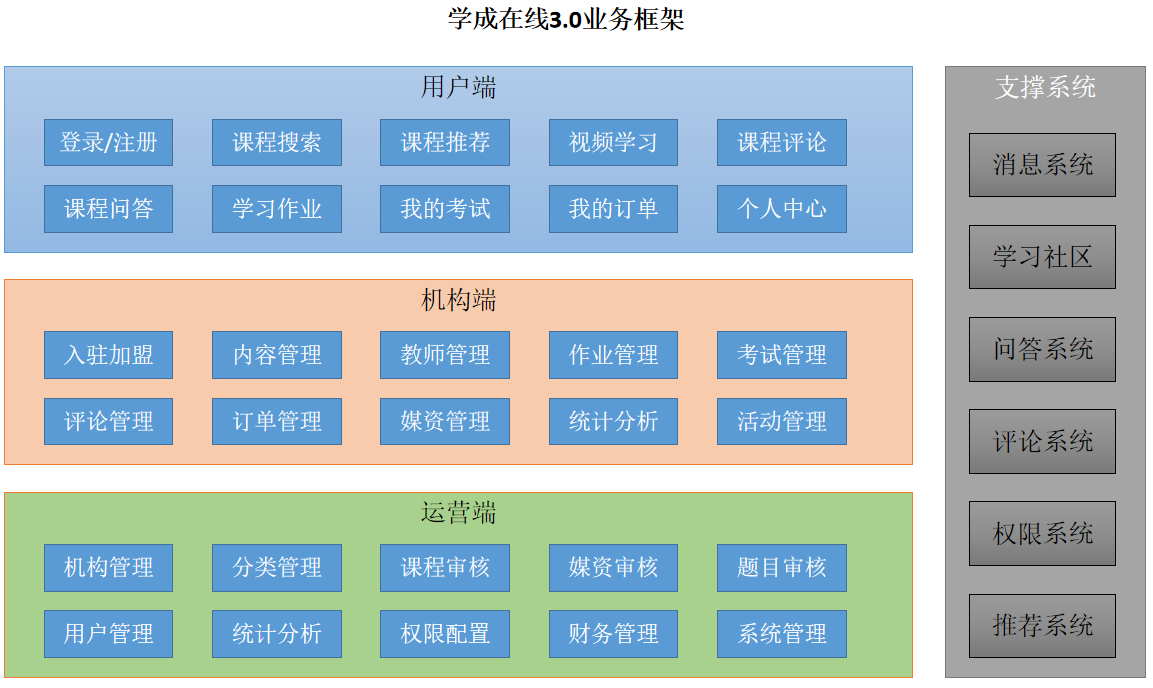 学成在线3.0业务框架
用户端
登录/注册 课程搜索 课程推荐 视频学习 课程评论
课程问答 学习作业 我的考试 我的订单 个人中心
机构端
入驻加盟 内容管理 教师管理 作业管理 考试管理
评论管理 订单管理 媒资管理 统计分析 活动管理
运营端
机构管理 分类管理 课程审核 媒资审核 题目审核
用户管理 统计分析 权限配置 财务管理 系统管理
支撑系统
消息系统
学习社区
问答系统
评论系统
权限系统
推荐系统